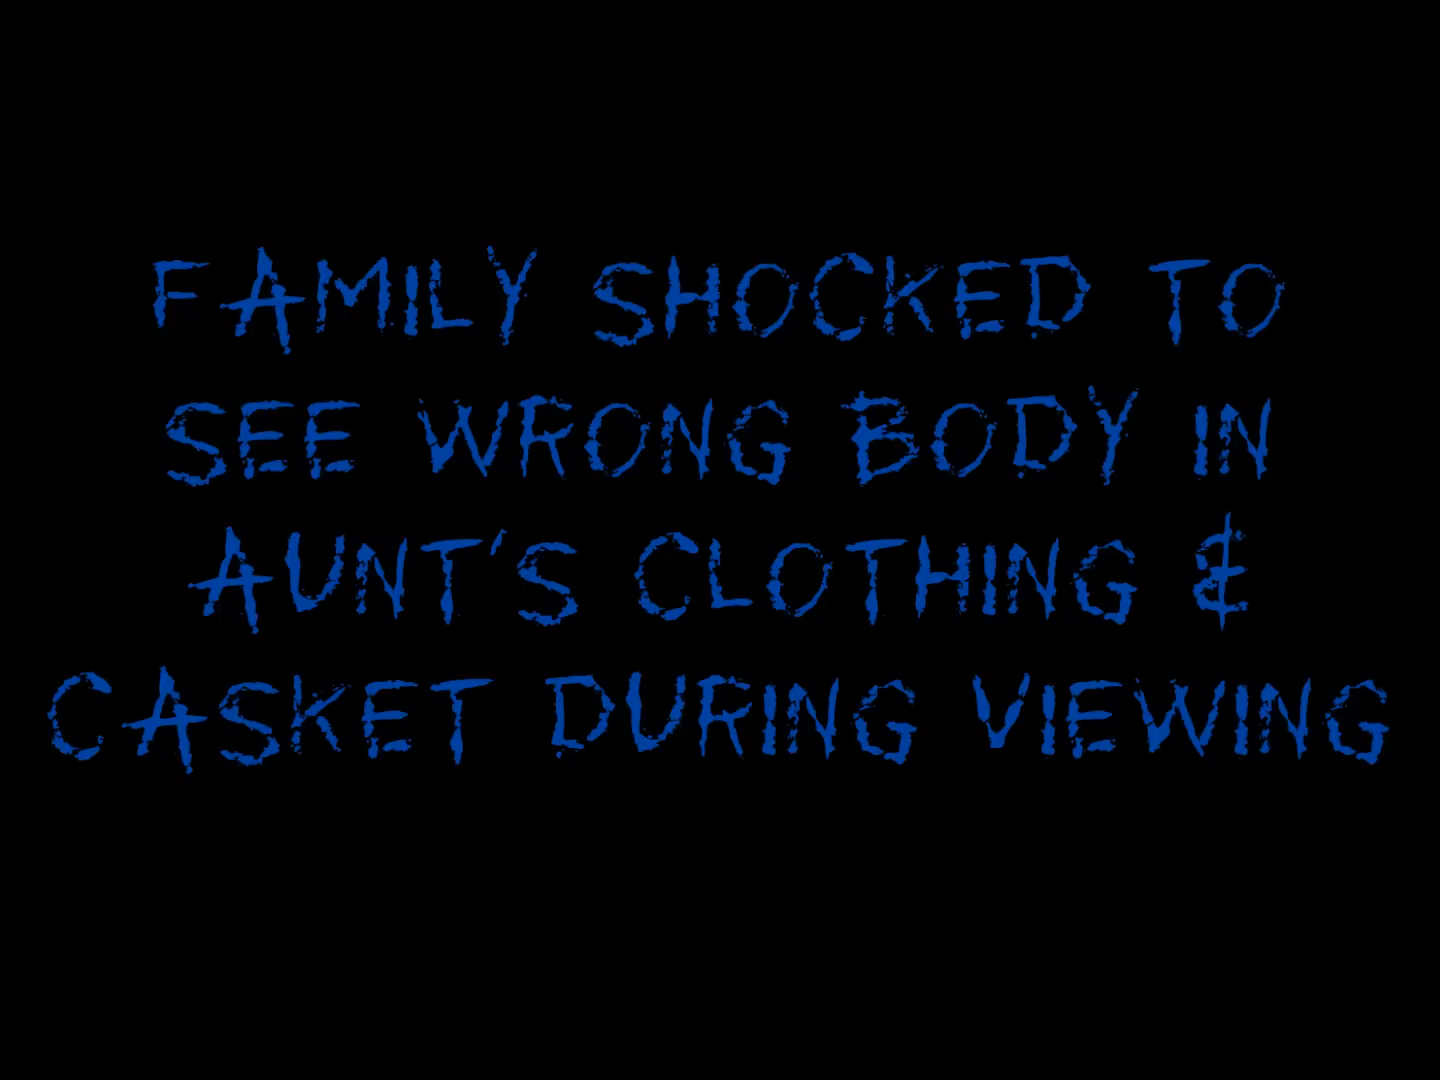 FAMILY SHOCKED TO
SEE WRONG BODY IN
AUNT'S CLOTHING &
CASKET DURING VIEWING